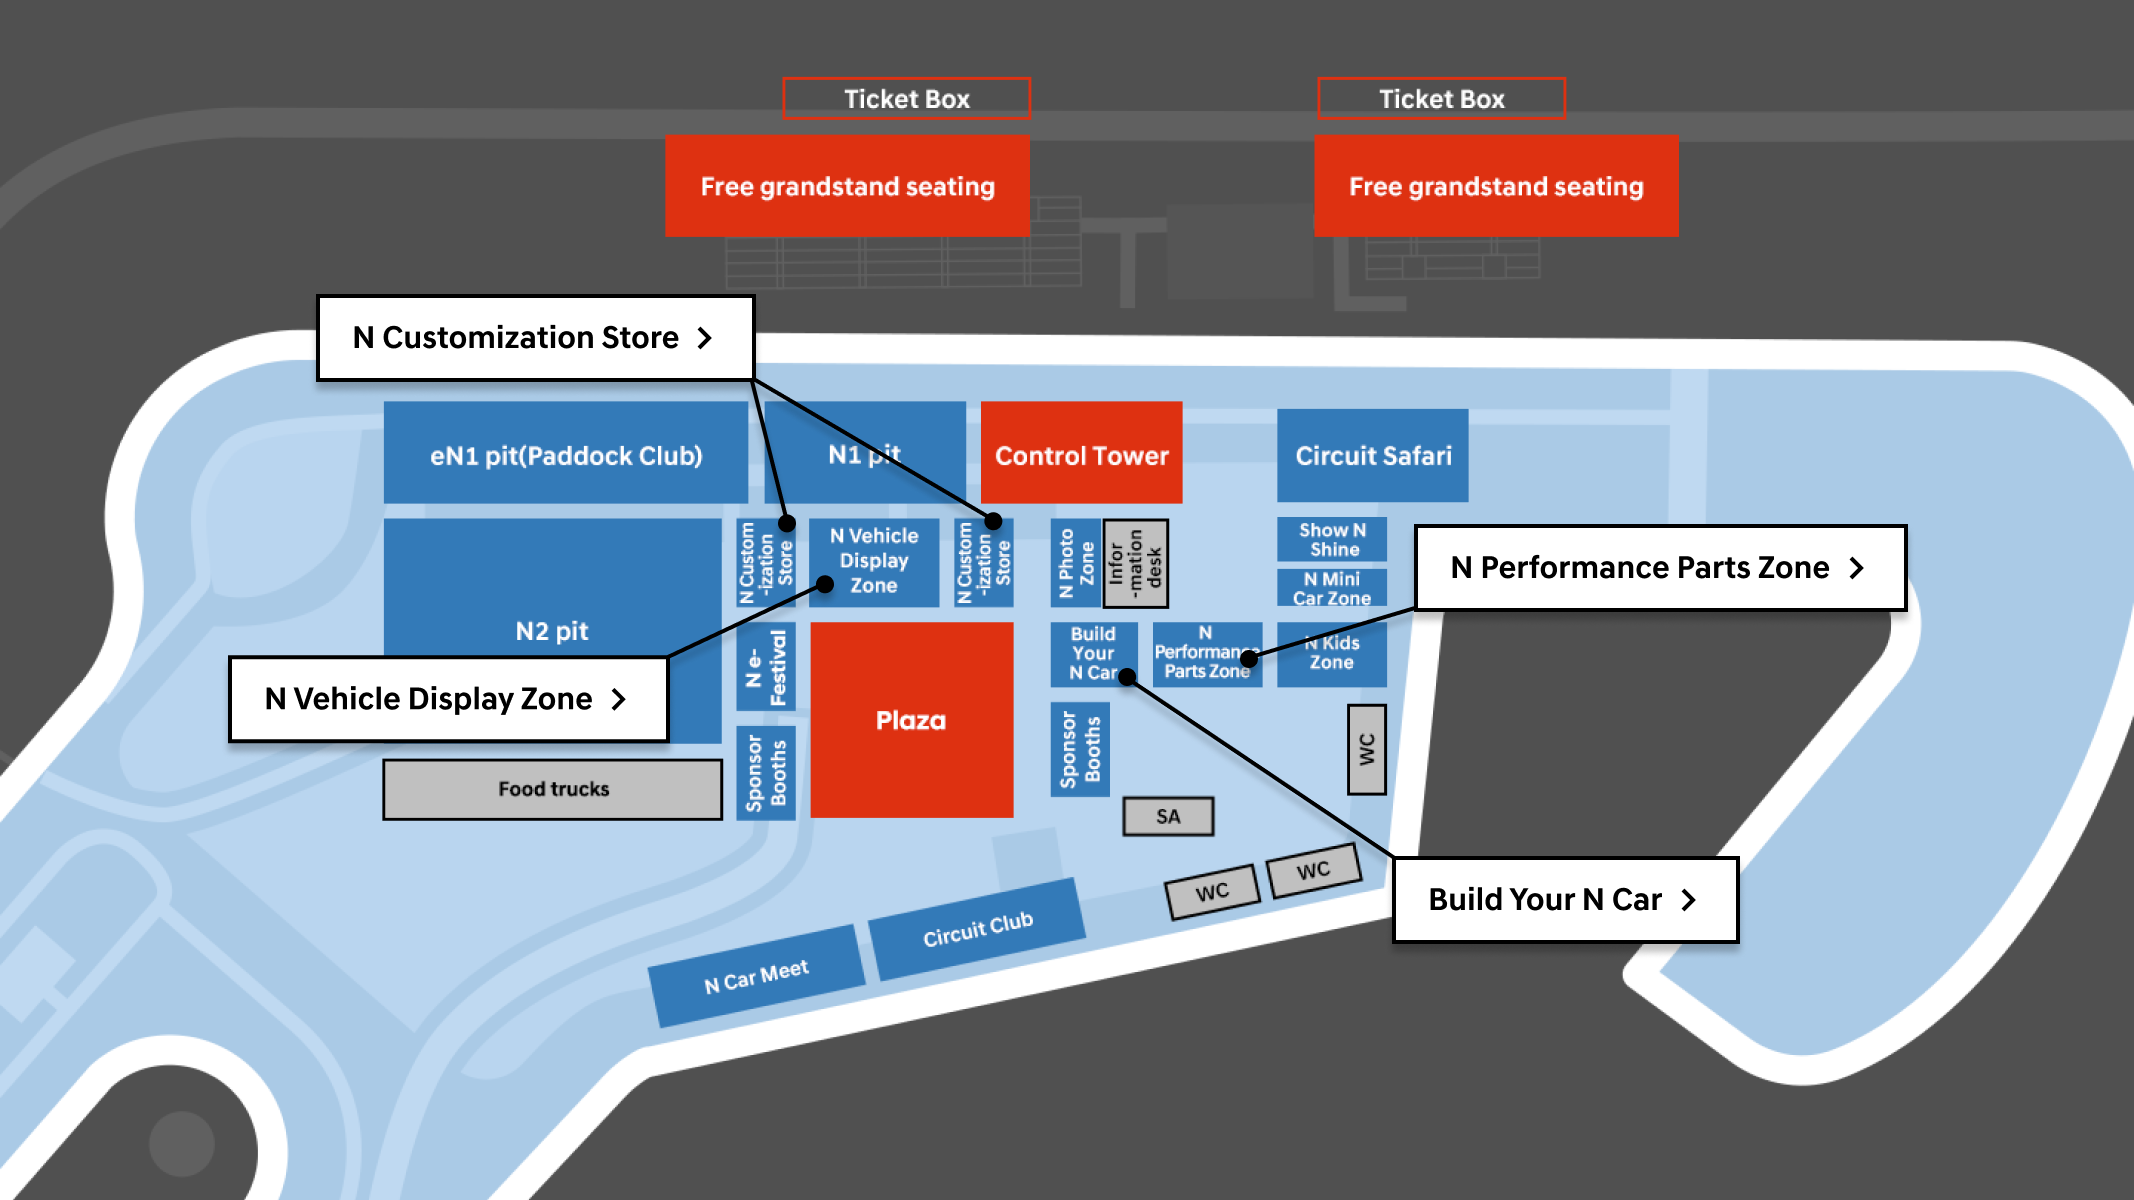 Ticket Box
Ticket Box
Free grandstand seating
Free grandstand seating
N Customization Store
eN1 pit(Paddock Club)
N1 pit
Control Tower
Circuit Safari
N Custom
-ization
Store
N Vehicle
Display
Zone
N Custom
-ization
Store
N Photo
Zone
Infor
-mation
desk
Show N
Shine
N Mini
Car Zone
N Performance Parts Zone
N2 pit
N e-
Festival
Plaza
Build
Your
N Car
N
Performance
Parts Zone
N Kids
Zone
N Vehicle Display Zone
Food trucks
Sponsor
Booths
Sponsor
Booths
WC
SA
WC
WC
Build Your N Car
Circuit Club
N Car Meet